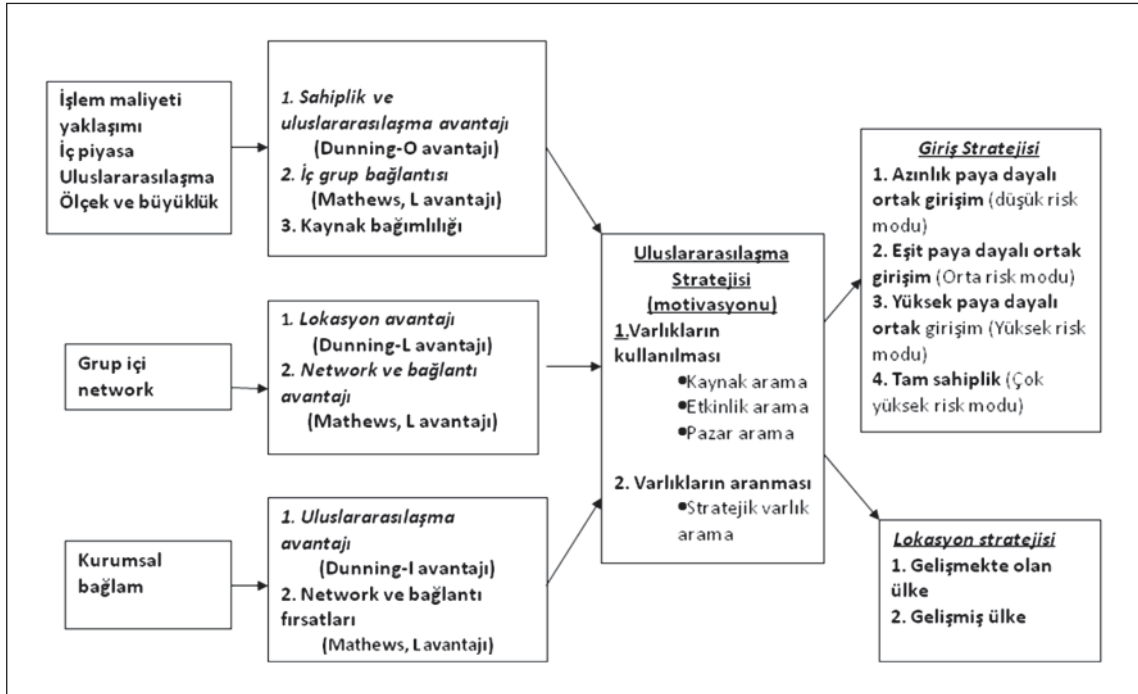 İşlem maliyeti
yaklaşımı
İç piyasa
Uluslararasılaşma
Ölçek ve büyüklük
1. Sahiplik ve
uluslararasılaşma avantajı
(Dunning-O avantajı)
2. İç grup bağlantısı
(Mathews, L avantajı)
3. Kaynak bağımlılığı
Grup içi
network
1. Lokasyon avantajı
(Dunning-L avantajı)
2. Network ve bağlantı
avantajı
(Mathews, L avantajı)
Kurumsal
bağlam
1. Uluslararasılaşma
avantajı
(Dunning-I avantajı)
2. Network ve bağlantı
fırsatları
(Mathews, Lavantajı)
Uluslararasılaşma
Stratejisi
(motivasyonu)
1.Varlıkların
kullanılması
•Kaynak arama
•Etkinlik arama
•Pazar arama
2. Varlıkların aranması
•Stratejik varlık
arama
Giriş Stratejisi
1. Azınlık paya dayalı
ortak girişim (düşük risk
modu)
2. Eşit paya dayalı ortak
girişim (Orta risk modu)
3. Yüksek paya dayalı
ortak girişim (Yüksek risk
modu)
4. Tam sahiplik (Çok
yüksek risk modu)
Lokasyon stratejisi
1. Gelişmekte olan
ülke
2. Gelişmiş ülke